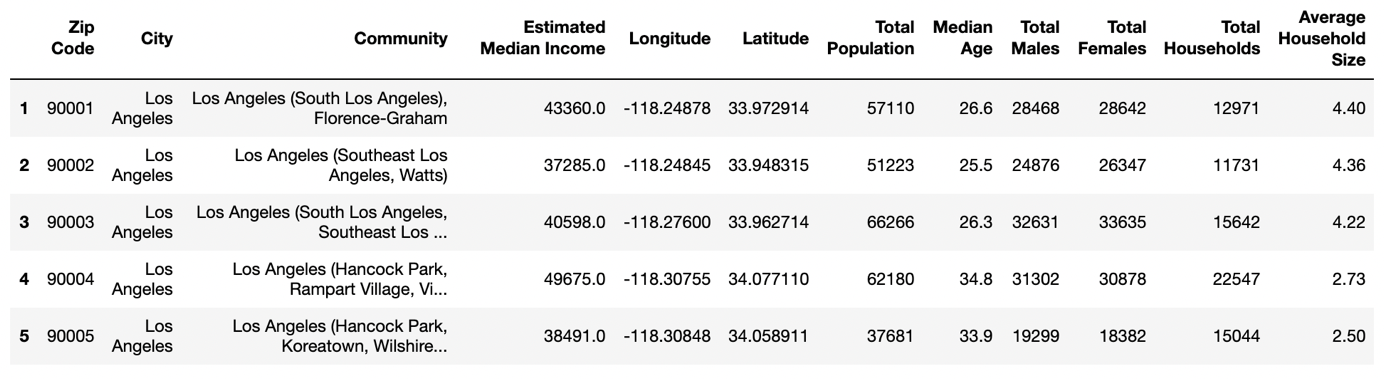 Zip Code City Community Estimated Median Income Longitude Latitude Total Population Median Age Total Males Total Females Total Households Average Household Size
1 90001 Los Angeles Los Angeles (South Los Angeles), Florence-Graham 43360.0 -118.24878 33.972914 57110 26.6 28468 28642 12971 4.40
2 90002 Los Angeles Los Angeles (Southeast Los Angeles, Watts) 37285.0 -118.24845 33.948315 51223 25.5 24876 26347 11731 4.36
3 90003 Los Angeles Los Angeles (South Los Angeles, Southeast Los ... 40598.0 -118.27600 33.962714 66266 26.3 32631 33635 15642 4.22
4 90004 Los Angeles Los Angeles (Hancock Park, Rampart Village, Vi... 49675.0 -118.30755 34.077110 62180 34.8 31302 30878 22547 2.73
5 90005 Los Angeles Los Angeles (Hancock Park, Koreatown, Wilshire... 38491.0 -118.30848 34.058911 37681 33.9 19299 18382 15044 2.50